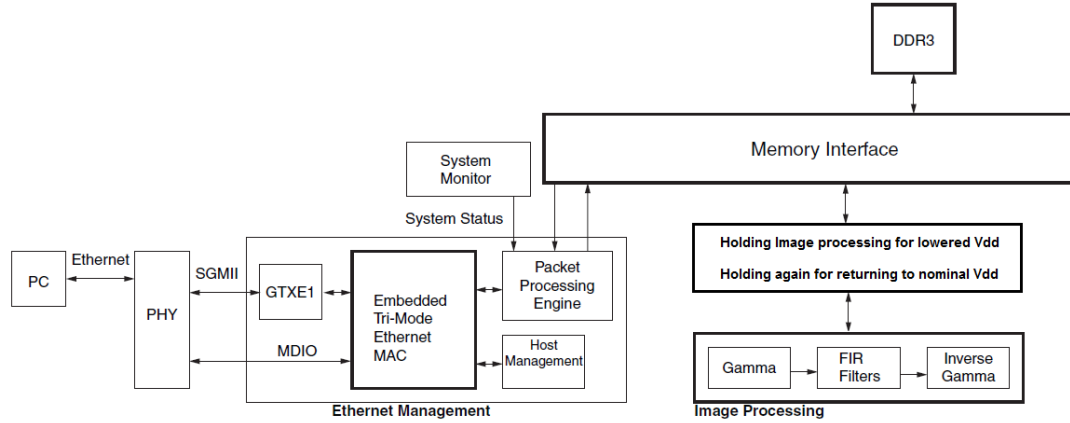 DDR3
Memory Interface
System
Monitor
System Status
Holding Image processing for lowered Vdd
Holding again for returning to nominal Vdd
PC
Ethernet
PHY
SGMII
MDIO
GTXE1
Embedded
Tri-Mode
Ethernet
MAC
Packet
Processing
Engine
Host
Management
Ethernet Management
Gamma
FIR
Filters
Inverse
Gamma
Image Processing